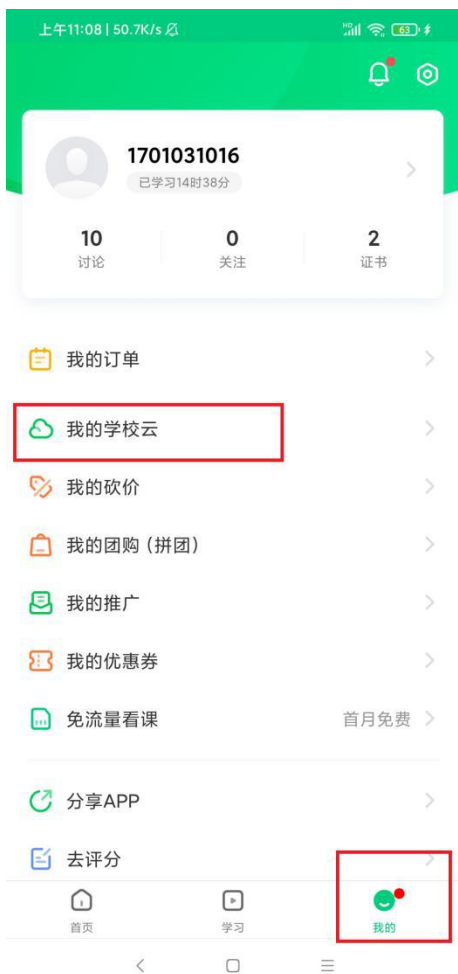 上午11:08 | 50.7K/s
HD
63
1701031016
已学习14时38分
10
0
2
讨论
关注
证书
我的订单
我的学校云
我的砍价
我的团购（拼团）
我的推广
我的优惠券
免流量看课
首月免费
分享APP
去评分
首页
学习
我的